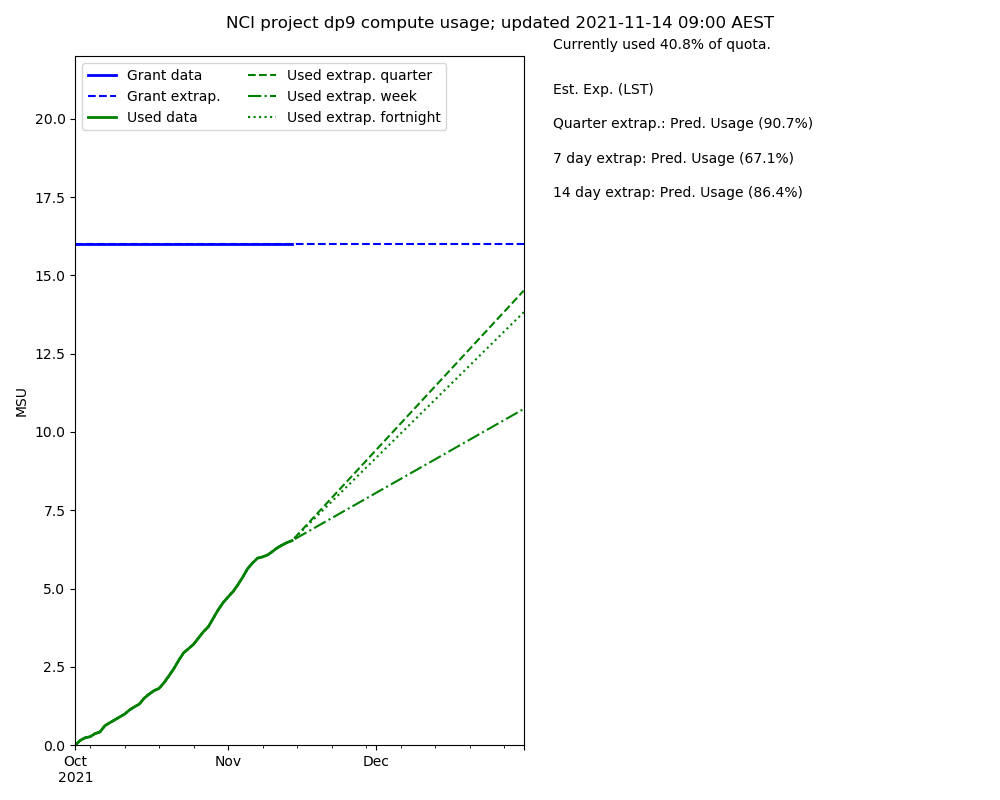 NCI project dp9 compute usage; updated 2021-11-14 09:00 AEST
Currently used 40.8% of quota.
Est. Exp. (LST)
Quarter extrap.: Pred. Usage (90.7%)
7 day extrap: Pred. Usage (67.1%)
14 day extrap: Pred. Usage (86.4%)
Grant data
Grant extrap.
Used data
Used extrap. quarter
Used extrap. week
Used extrap. fortnight
MSU
20.0
17.5
15.0
12.5
10.0
7.5
5.0
2.5
0.0
Oct
2021
Nov
Dec